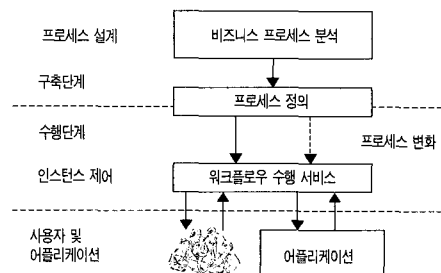 프로세스 설계
비즈니스 프로세스 분석
구축단계
프로세스 정의
수행단계
프로세스 변화
인스턴스 제어
워크플로우 수행 서비스
사용자 및
어플리케이션
어플리케이션